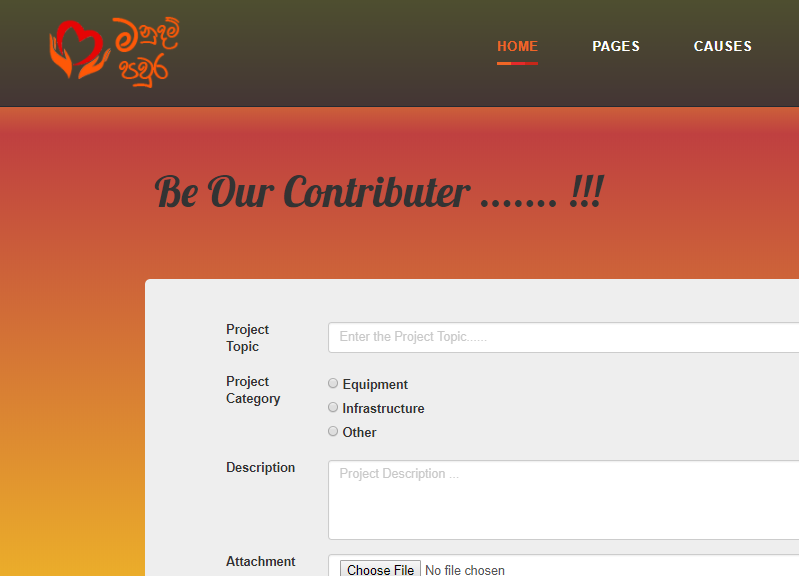 මනුදම්
පවුර
HOME PAGES CAUSES
Be Our Contributer ....... !!!
Project Topic
Enter the Project Topic......
Project Category
Equipment
Infrastructure
Other
Description
Project Description ...
Attachment
Choose File No file chosen